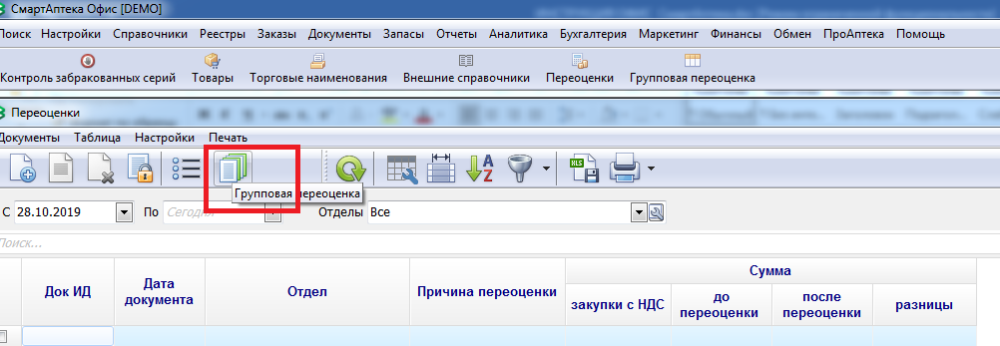 СмартАптека Офис [DEMO]
Поиск Настройки Справочники Реестры Заказы Документы Запасы Отчеты Аналитика Бухгалтерия Маркетинг Финансы Обмен ПроАптека Помощь
Контроль забракованных серий Товары Торговые наименования Внешние справочники Переоценки Групповая переоценка
Переоценки
Документы Таблица Настройки Печать
A Z XLS
Групповая переоценка
С 28.10.2019 По Сегодня Отделы Все
Поиск...
Док ИД Дата документа Отдел Причина переоценки Сумма
закупки с НДС до переоценки после переоценки разницы